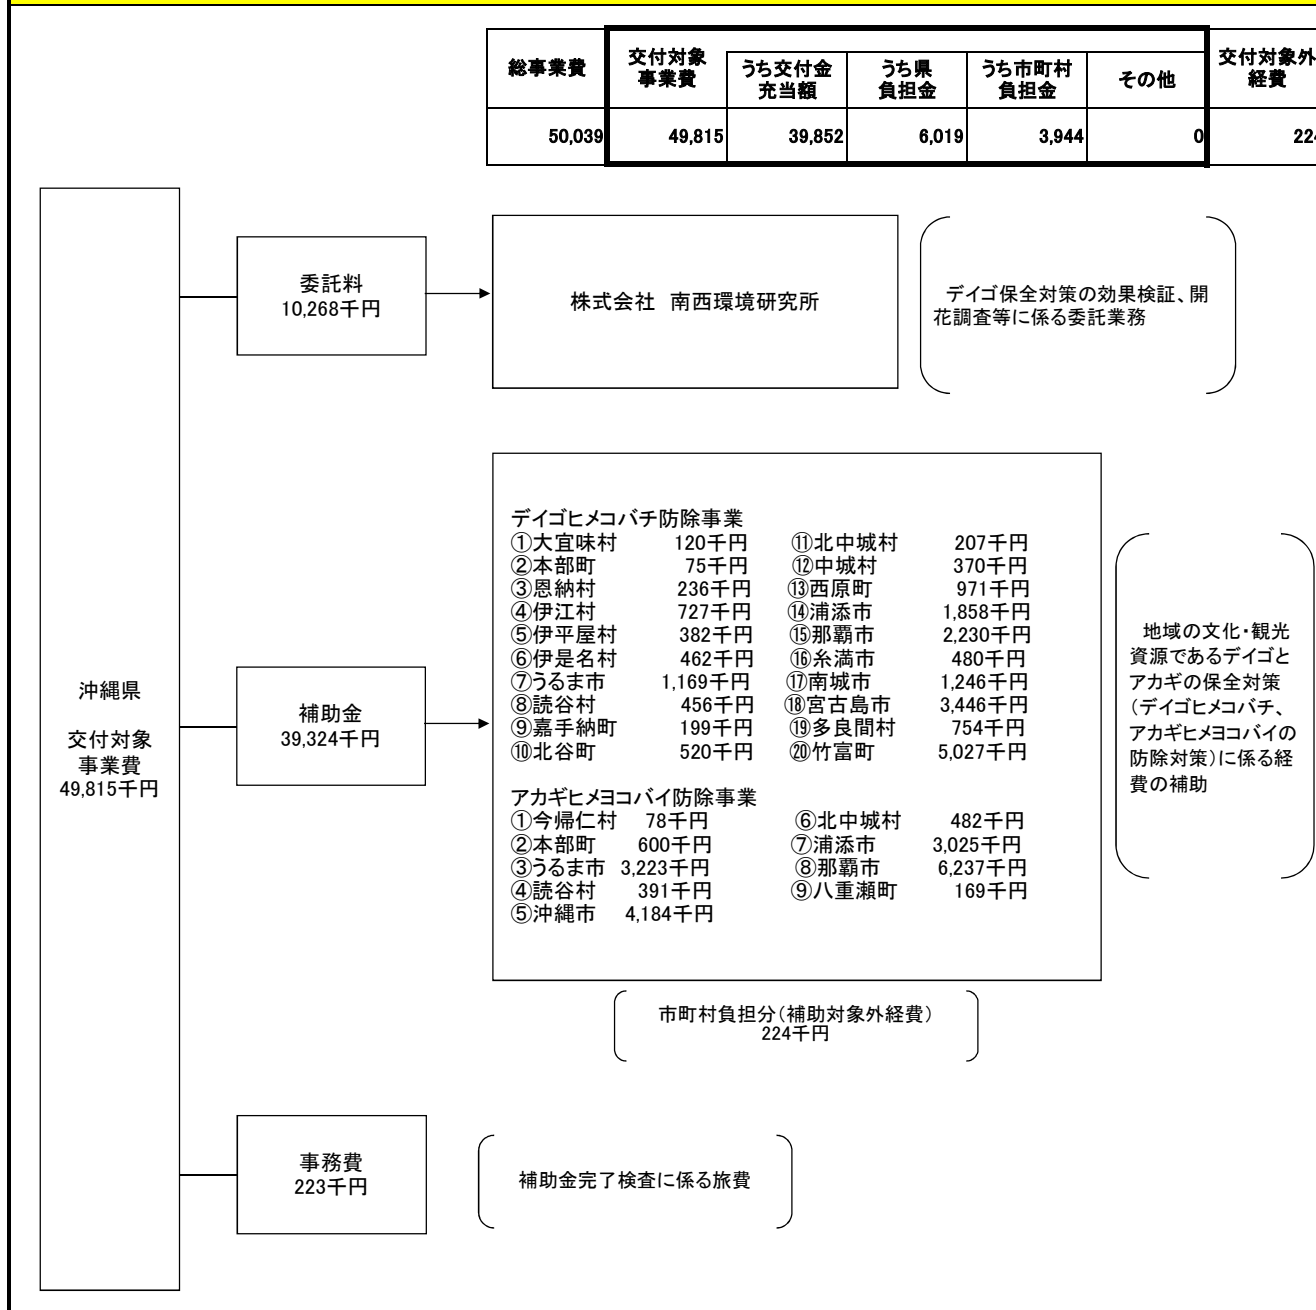 総事業費 交付対象事業費 うち交付金充当額 うち県負担金 うち市町村負担金 その他 交付対象外経費
50,039 49,815 39,852 6,019 3,944 0 224
沖縄県
交付対象
事業費
49,815千円
委託料
10,268千円
株式会社 南西環境研究所
デイゴ保全対策の効果検証、開
花調査等に係る委託業務
補助金
39,324千円
デイゴヒメコバチ防除事業
①大宜味村 120千円 ⑪北中城村 207千円
②本部町 75千円 ⑫中城村 370千円
③恩納村 236千円 ⑬西原町 971千円
④伊江村 727千円 ⑭浦添市 1,858千円
⑤伊平屋村 382千円 ⑮那覇市 2,230千円
⑥伊是名村 462千円 ⑯糸満市 480千円
⑦うるま市 1,169千円 ⑰南城市 1,246千円
⑧読谷村 456千円 ⑱宮古島市 3,446千円
⑨嘉手納町 199千円 ⑲多良間村 754千円
⑩北谷町 520千円 ⑳竹富町 5,027千円
アカギヒメヨコバイ防除事業
①今帰仁村 78千円 ⑥北中城村 482千円
②本部町 600千円 ⑦浦添市 3,025千円
③うるま市 3,223千円 ⑧那覇市 6,237千円
④読谷村 391千円 ⑨八重瀬町 169千円
⑤沖縄市 4,184千円
地域の文化・観光
資源であるデイゴと
アカギの保全対策
（デイゴヒメコバチ、
アカギヒメヨコバイの
防除対策）に係る経
費の補助
市町村負担分（補助対象外経費）
224千円
事務費
223千円
補助金完了検査に係る旅費